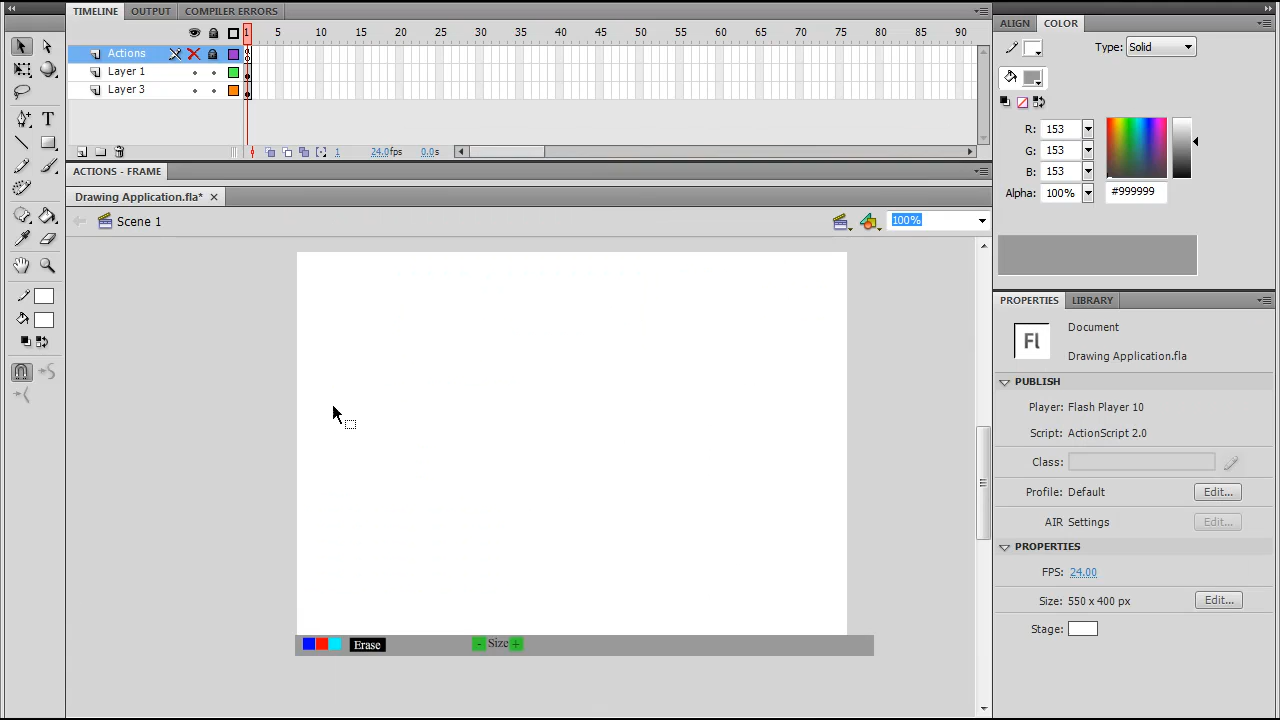 TIMELINE OUTPUT COMPILER ERRORS
1 5 10 15 20 25 30 35 40 45 50 55 60 65 70 75 80 85 90
Actions
Layer 1
Layer 3
1 24.0fps 0.0s
ACTIONS - FRAME
Drawing Application.fla*
Scene 1
100%
Erase - Size +
ALIGN COLOR
Type: Solid
R: 153
G: 153
B: 153
Alpha: 100% #999999
PROPERTIES LIBRARY
Fl
Document
Drawing Application.fla
PUBLISH
Player: Flash Player 10
Script: ActionScript 2.0
Class:
Profile: Default Edit...
AIR Settings Edit...
PROPERTIES
FPS: 24.00
Size: 550 x 400 px Edit...
Stage: